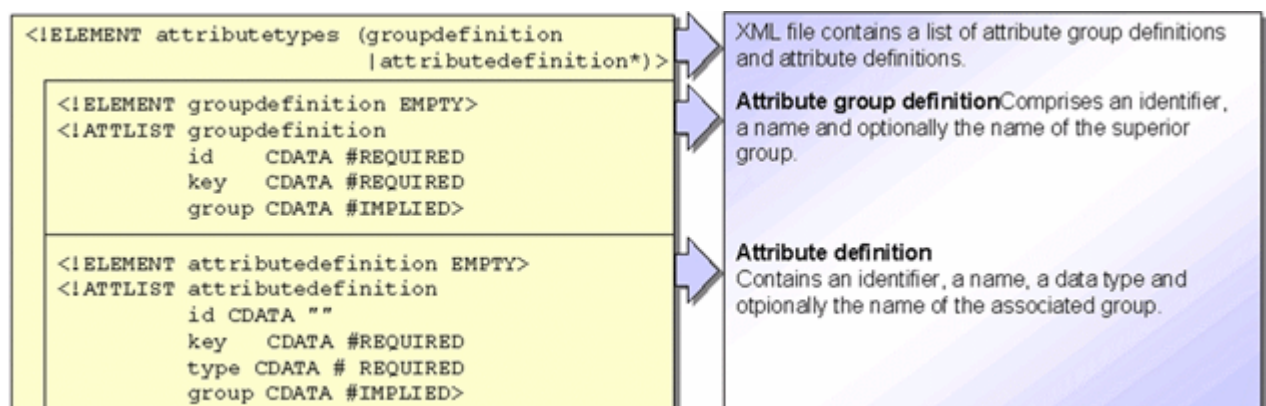 <!ELEMENT attributetypes (groupdefinition
|attributedefinition*)>
<!ELEMENT groupdefinition EMPTY>
<!ATTLIST groupdefinition
id CDATA #REQUIRED
key CDATA #REQUIRED
group CDATA #IMPLIED>
<!ELEMENT attributedefinition EMPTY>
<!ATTLIST attributedefinition
id CDATA ""
key CDATA #REQUIRED
type CDATA # REQUIRED
group CDATA #IMPLIED>
XML file contains a list of attribute group definitions
and attribute definitions.
Attribute group definitionComprises an identifier,
a name and optionally the name of the superior
group.
Attribute definition
Contains an identifier, a name, a data type and
otpionally the name of the associated group.